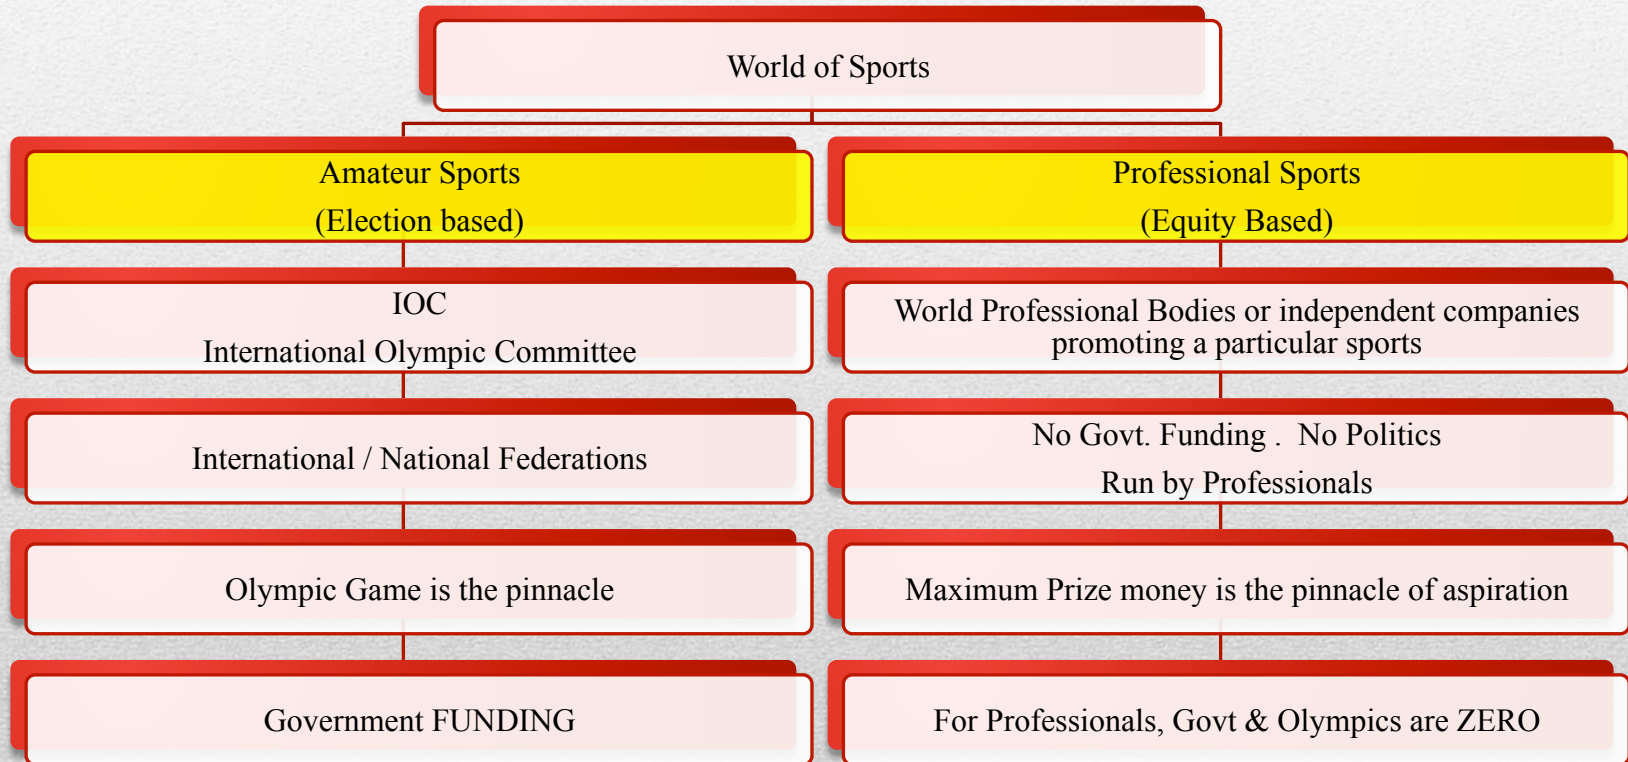 World of Sports
Amateur Sports
(Election based)
IOC
International Olympic Committee
International / National Federations
Olympic Game is the pinnacle
Government FUNDING
Professional Sports
(Equity Based)
World Professional Bodies or independent companies
promoting a particular sports
No Govt. Funding .  No Politics
Run by Professionals
Maximum Prize money is the pinnacle of aspiration
For Professionals, Govt & Olympics are ZERO